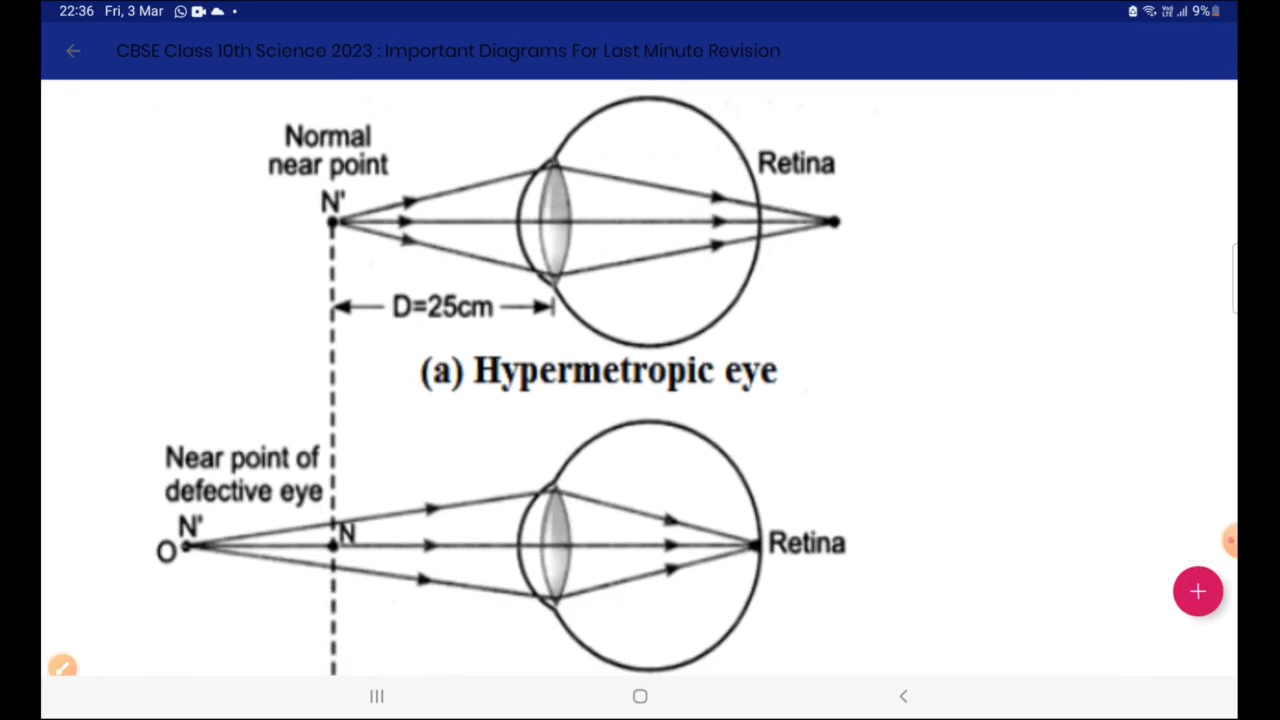 22:36 Fri, 3 Mar
9%
CBSE Class 10th Science 2023 : Important Diagrams For Last Minute Revision
Normal
near point
N'
Retina
D=25cm
(a) Hypermetropic eye
Near point of
defective eye
N'
O
N
Retina